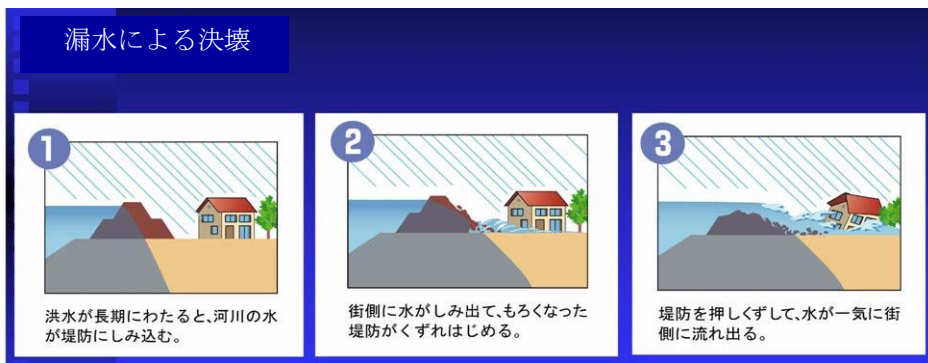 漏水による決壊
1
洪水が長期にわたると、河川の水
が堤防にしみ込む。
2
街側に水がしみ出て、もろくなった
堤防がくずれはじめる。
3
堤防を押しくずして、水が一気に街
側に流れ出る。